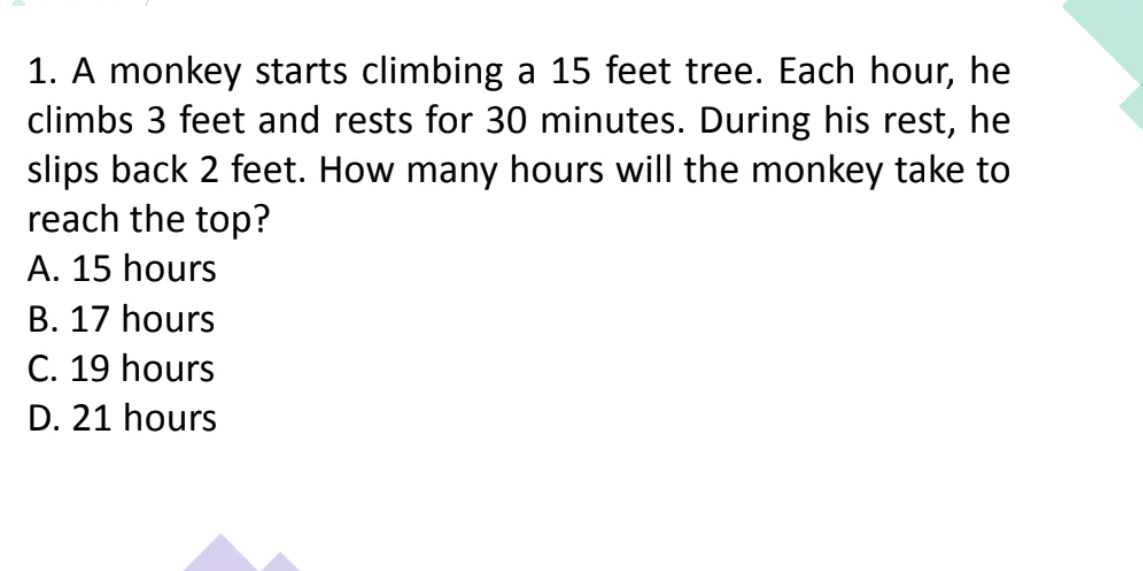 1. A monkey starts climbing a 15 feet tree. Each hour, he
climbs 3 feet and rests for 30 minutes. During his rest, he
slips back 2 feet. How many hours will the monkey take to
reach the top?
A. 15 hours
B. 17 hours
C. 19 hours
D. 21 hours